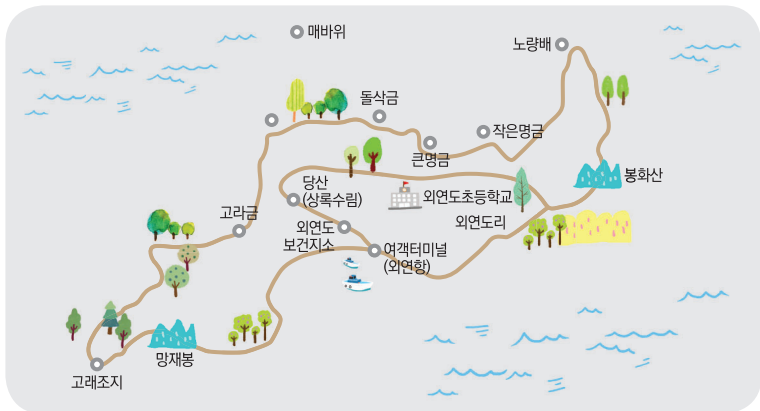 매바위
노랑배
돌삭금
작은명금
큰명금
봉화산
당산
(상록수림)
외연도초등학교
고라금
외연도
보건지소
외연도리
여객터미널
(외연항)
망재봉
고래조지